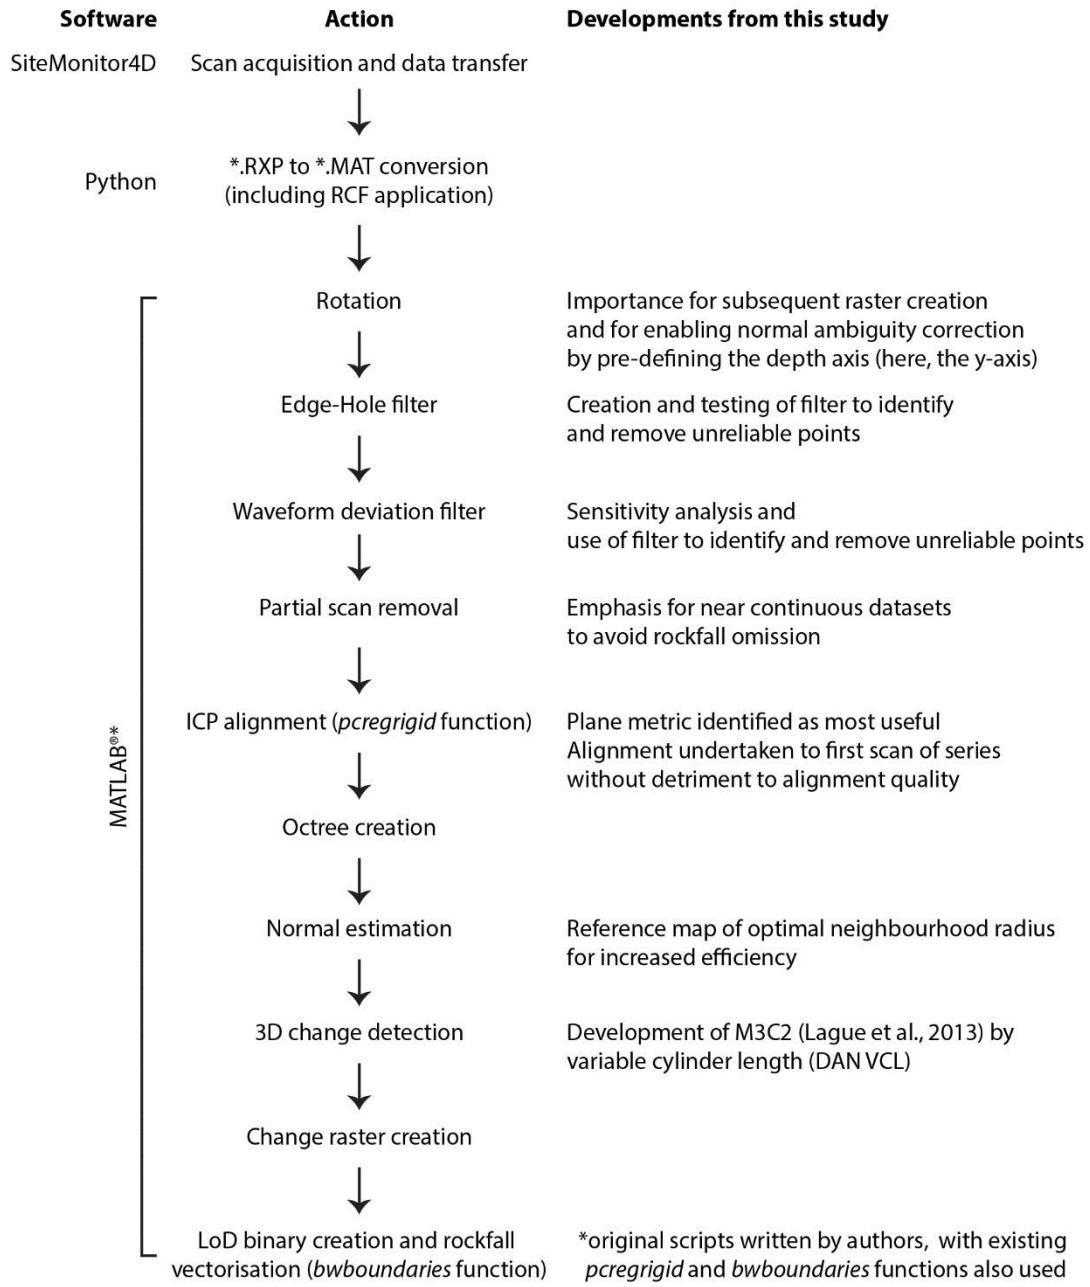 Software Action Developments from this study
SiteMonitor4D Scan acquisition and data transfer
Python
*.RXP to *.MAT conversion
(including RCF application)
MATLAB®*
Rotation
Importance for subsequent raster creation
and for enabling normal ambiguity correction
by pre-defining the depth axis (here, the y-axis)
Edge-Hole filter
Creation and testing of filter to identify
and remove unreliable points
Waveform deviation filter
Sensitivity analysis and
use of filter to identify and remove unreliable points
Partial scan removal
Emphasis for near continuous datasets
to avoid rockfall omission
ICP alignment (pcregrigid function)
Plane metric identified as most useful
Alignment undertaken to first scan of series
without detriment to alignment quality
Octree creation
Normal estimation
Reference map of optimal neighbourhood radius
for increased efficiency
3D change detection
Development of M3C2 (Lague et al., 2013) by
variable cylinder length (DAN VCL)
Change raster creation
LoD binary creation and rockfall
vectorisation (bwboundaries function)
*original scripts written by authors, with existing
pcregrigid and bwboundaries functions also used